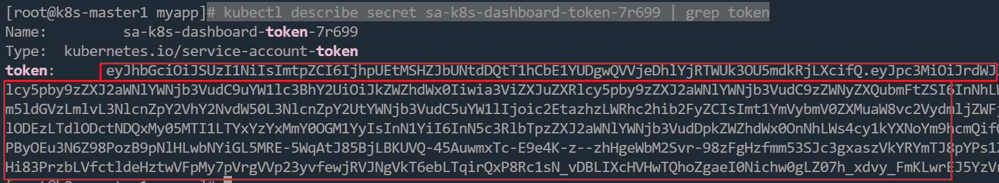 [root@k8s-master1 myapp]# kubectl describe secret sa-k8s-dashboard-token-7r699 | grep token
Name:         sa-k8s-dashboard-token-7r699
Type:  kubernetes.io/service-account-token
token:      eyJhbGciOiJSUzI1NiIsImtpZCI6IjhpUEtMSHZJbUNtdDQtT1hCbE1YUDgwQVVjeDhlYjRTWUk3OU5mdkRjLXcifQ.eyJpc3MiOiJrdWJ
lcy5pby9zZXJ2aWNlYWNjb3VudC9uYW1lc3BhY2UiOiJkZWZhdWx0Iiwia3ViZXJuZXRlcy5pby9zZXJ2aWNlYWNjb3VudC9zZWNyZXQubmFtZSI6InNhLW
m5ldGVzLmlvL3NlcnZpY2VhY2NvdW50L3NlcnZpY2UtYWNjb3VudC5uYW1lIjoic2EtazhzLWRhc2hib2FyZCIsImt1YmVybmV0ZXMuaW8vc2VydmljZWFj
lODEzLTdlODctNDQxMy05MTI1LTYxYzYxMmY0OGM1YyIsInN1YiI6InN5c3RlbTpzZXJ2aWNlYWNjb3VudDpkZWZhdWx0OnNhLWs4cy1kYXNoYm9hcmQifQ
PByOEu3N6Z98PozB9pNlHLwbNYiGL5MRE-5WqAtJ85BjLBKUVQ-45AuwmxTc-E9e4K-z--zhHgeWbM2Svr-98zFgHzfmm53SJc3gxaszVkYRYmTJ8pYPs1Z
Hi83PrzbLVfctldeHztwVFpMy7pVrgVVp23yvfewjRVJNgVkT6ebLTqirQxP8Rc1sN_vDBLIXcHVHwTQhoZgaeI0Nichw0gLZ07h_xdvy_FmKLwrEJ5YzVr